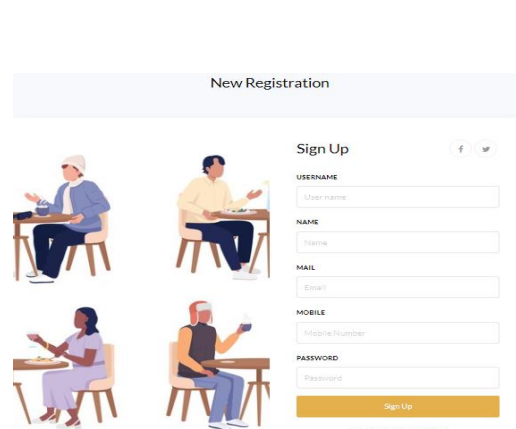 New Registration
Sign Up
USERNAME
User name
NAME
Name
MAIL
Email
MOBILE
Mobile Number
PASSWORD
Password
Sign Up